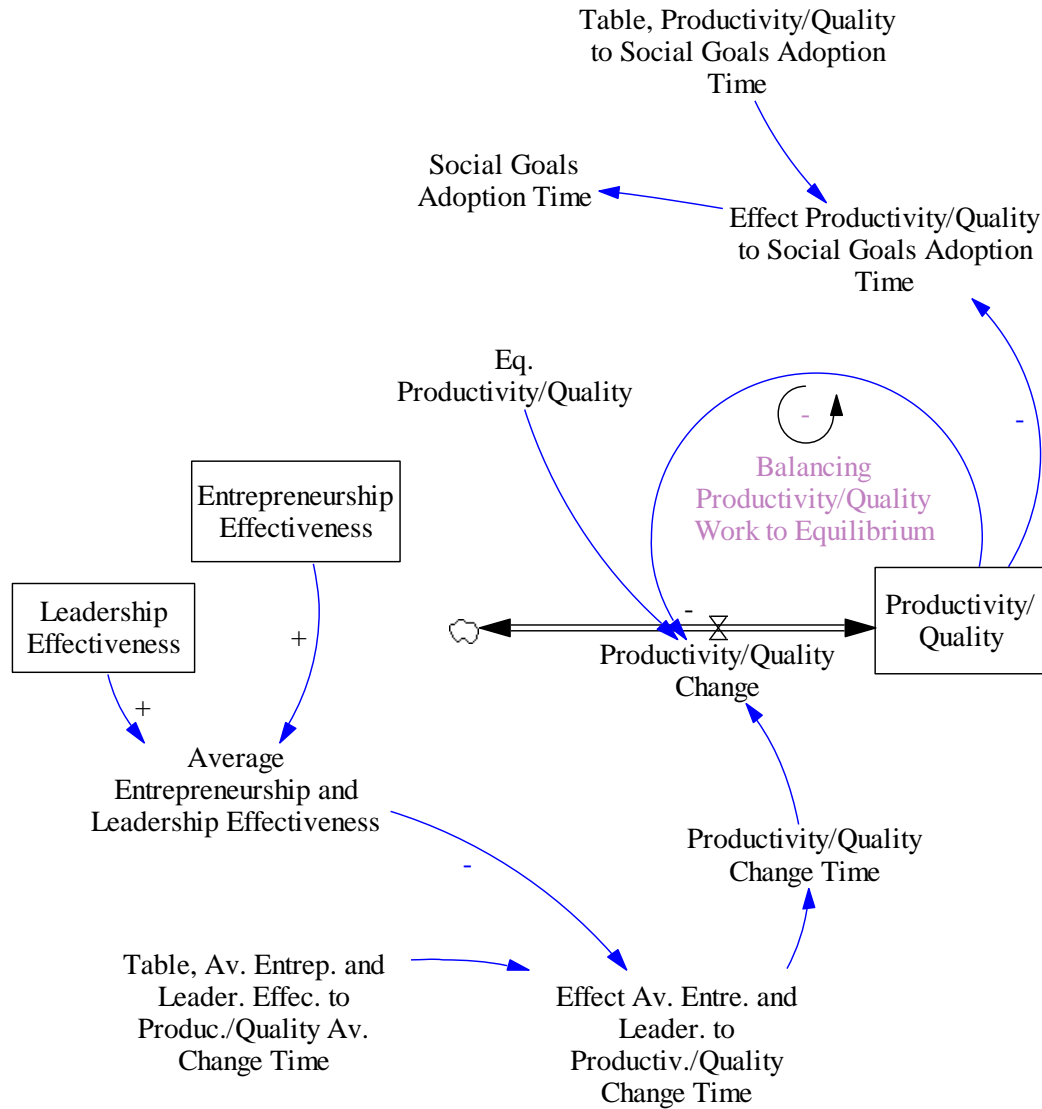 Table, Productivity/Quality
to Social Goals Adoption
Time
Social Goals
Adoption Time
Effect Productivity/Quality
to Social Goals Adoption
Time
Eq.
Productivity/Quality
-
-
Balancing
Productivity/Quality
Work to Equilibrium
Entrepreneurship
Effectiveness
Leadership
Effectiveness
Productivity/
Quality
-
+
+
Productivity/Quality
Change
Average
Entrepreneurship and
Leadership Effectiveness
Productivity/Quality
Change Time
-
Table, Av. Entrep. and
Leader. Effec. to
Produc./Quality Av.
Change Time
Effect Av. Entre. and
Leader. to
Productiv./Quality
Change Time